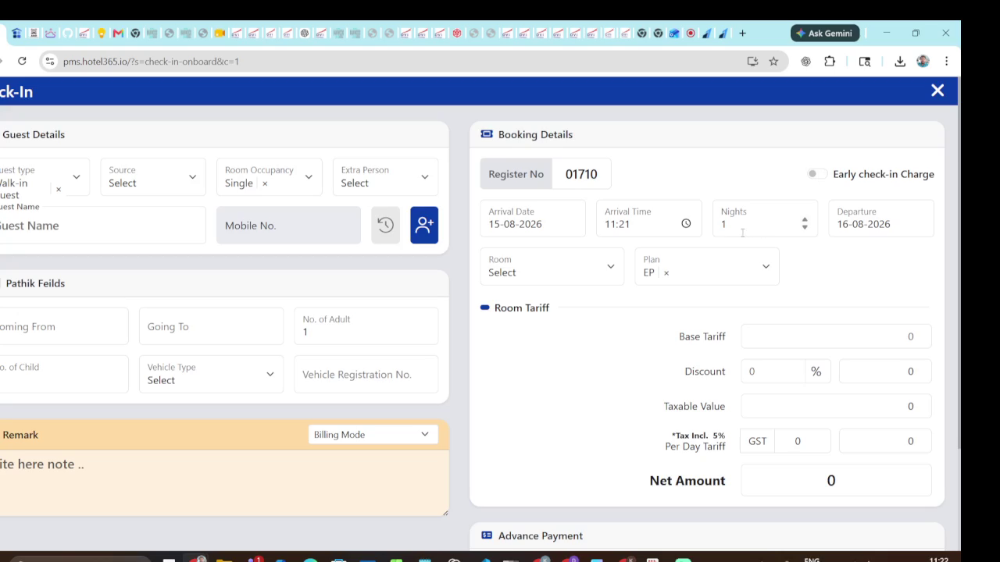 Ask Gemini
pms.hotel365.io/?s=check-in-onboard&c=1
ck-In
Guest Details
uest type
Valk-in
uest
×
Source
Select
Room Occupancy
Single ×
Extra Person
Select
uest Name
Guest Name
Mobile No.
Pathik Feilds
oming From
Going To
No. of Adult
1
o. of Child
Vehicle Type
Select
Vehicle Registration No.
Remark
Billing Mode
ite here note ..
Booking Details
Register No 01710
Early check-in Charge
Arrival Date
15-08-2026
Arrival Time
11:21
Nights
1
Departure
16-08-2026
Room
Select
Plan
EP ×
Room Tariff
Base Tariff 0
Discount 0 % 0
Taxable Value 0
*Tax Incl. 5%
Per Day Tariff GST 0 0
Net Amount 0
Advance Payment
ENG
11:22